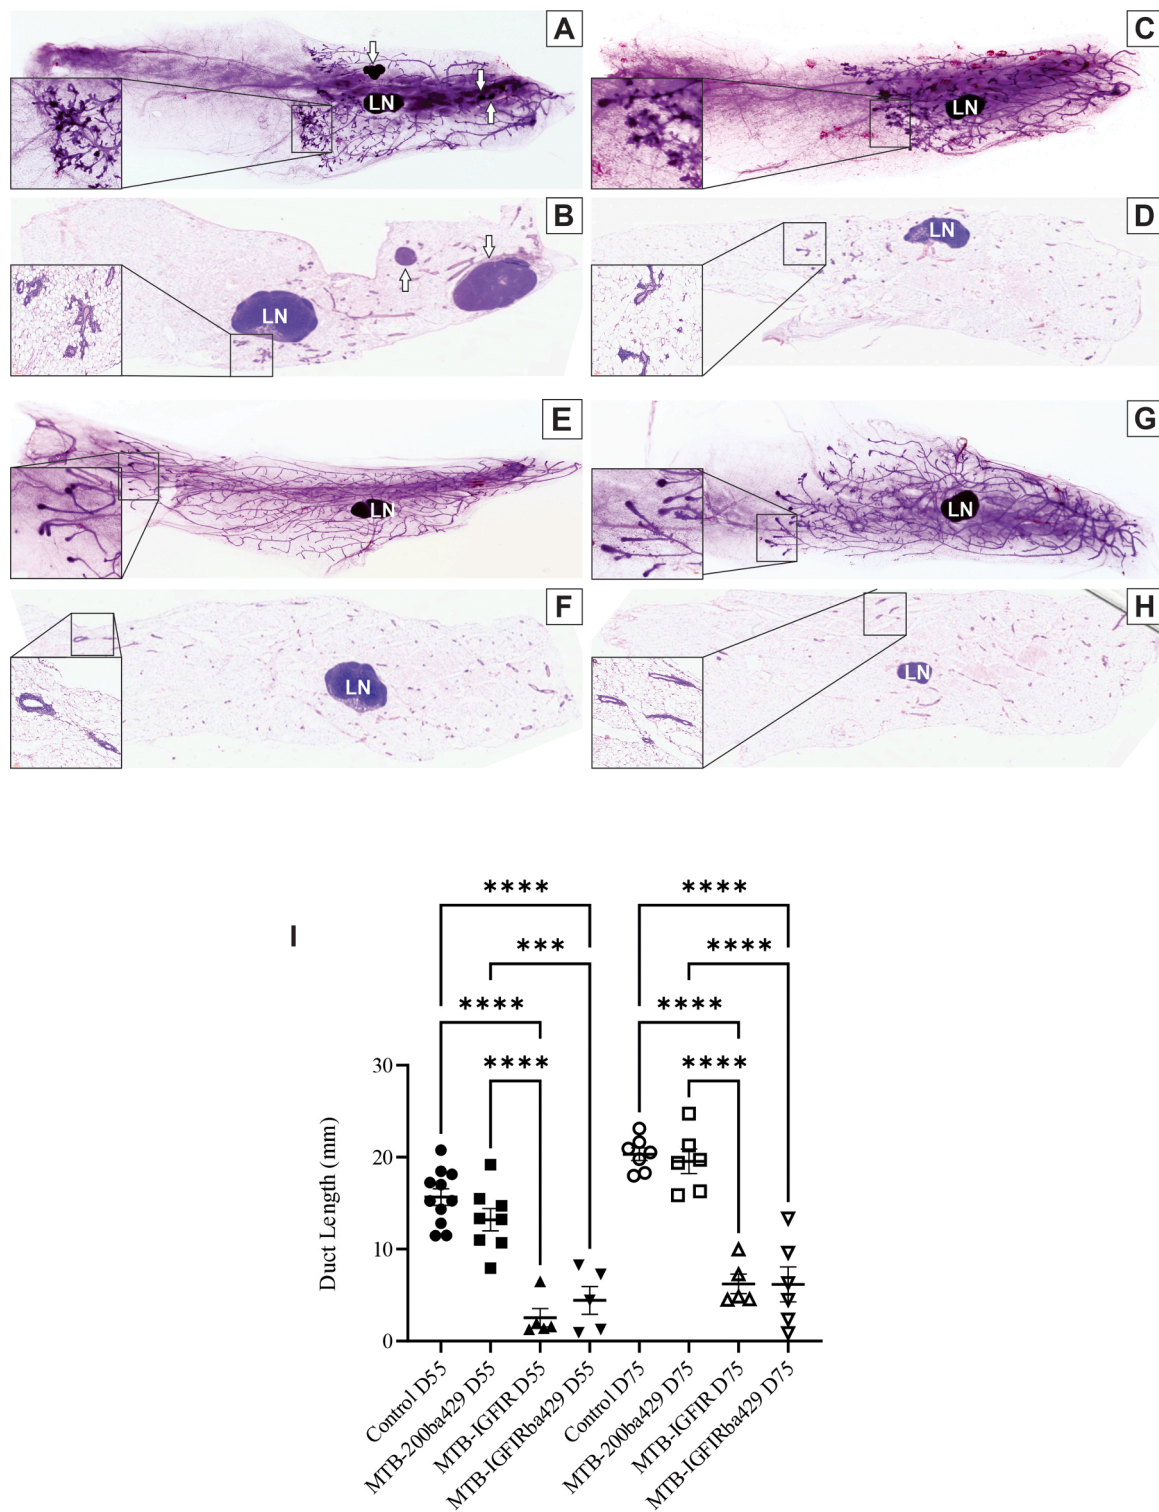 A
LN
C
LN
B
LN
D
LN
E
LN
G
LN
F
LN
H
LN
I
**** ****
*** ****
**** ****
**** ****
30
20
10
0
Duct Length (mm)
Control D55
MTB-200ba429 D55
MTB-IGFIR D55
MTB-IGFIRba429 D55
Control D75
MTB-200ba429 D75
MTB-IGFIR D75
MTB-IGFIRba429 D75